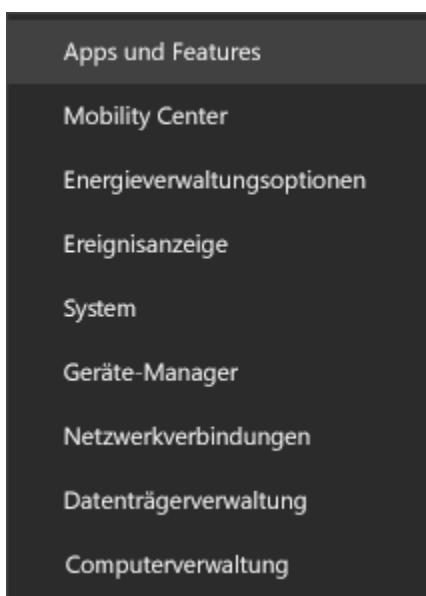 Apps und Features
Mobility Center
Energieverwaltungsoptionen
Ereignisanzeige
System
Geräte-Manager
Netzwerkverbindungen
Datenträgerverwaltung
Computerverwaltung